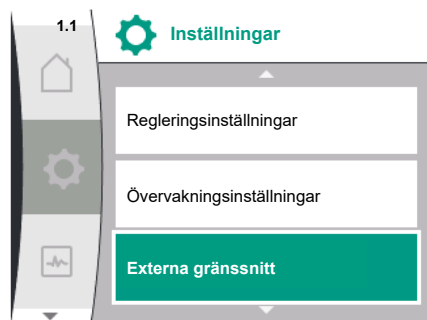 1.1
Inställningar
Regleringsinställningar
Övervakningsinställningar
Externa gränssnitt